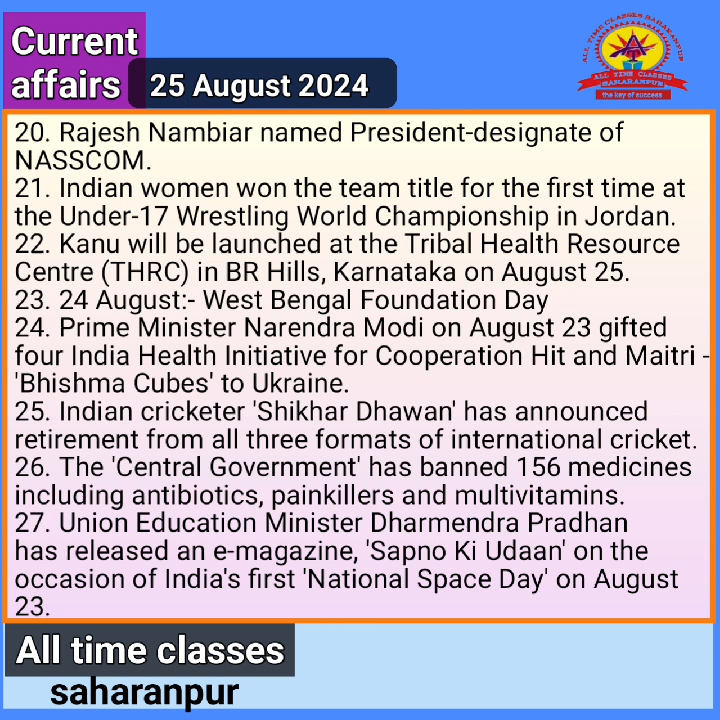 Current
affairs
25 August 2024
ALL TIME CLASSES SAHARANPUR
ALL TIME CLASSES
SAHARANPUR
the key of success
20. Rajesh Nambiar named President-designate of
NASSCOM.
21. Indian women won the team title for the first time at
the Under-17 Wrestling World Championship in Jordan.
22. Kanu will be launched at the Tribal Health Resource
Centre (THRC) in BR Hills, Karnataka on August 25.
23. 24 August:- West Bengal Foundation Day
24. Prime Minister Narendra Modi on August 23 gifted
four India Health Initiative for Cooperation Hit and Maitri -
'Bhishma Cubes' to Ukraine.
25. Indian cricketer 'Shikhar Dhawan' has announced
retirement from all three formats of international cricket.
26. The 'Central Government' has banned 156 medicines
including antibiotics, painkillers and multivitamins.
27. Union Education Minister Dharmendra Pradhan
has released an e-magazine, 'Sapno Ki Udaan' on the
occasion of India's first 'National Space Day' on August
23.
All time classes
saharanpur